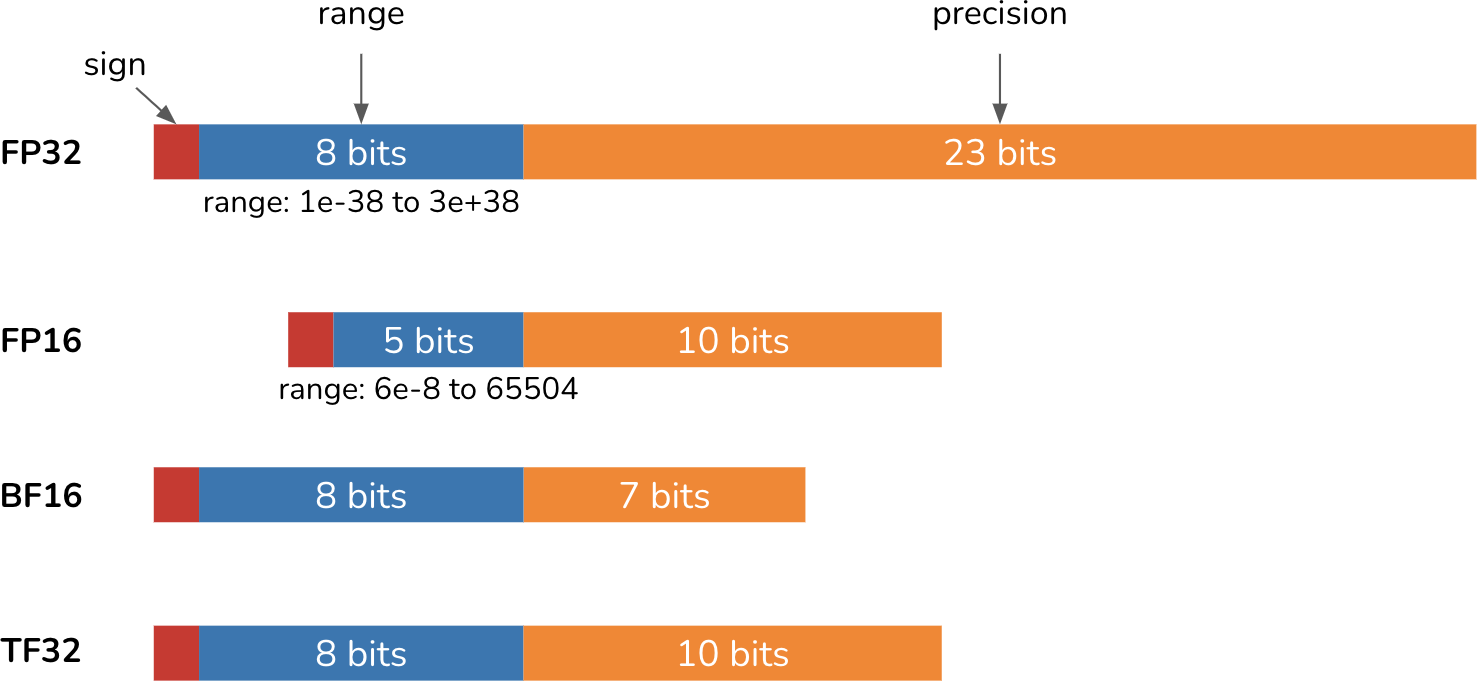 range
precision
sign
FP32
8 bits
23 bits
range: 1e-38 to 3e+38
FP16
5 bits
10 bits
range: 6e-8 to 65504
BF16
8 bits
7 bits
TF32
8 bits
10 bits